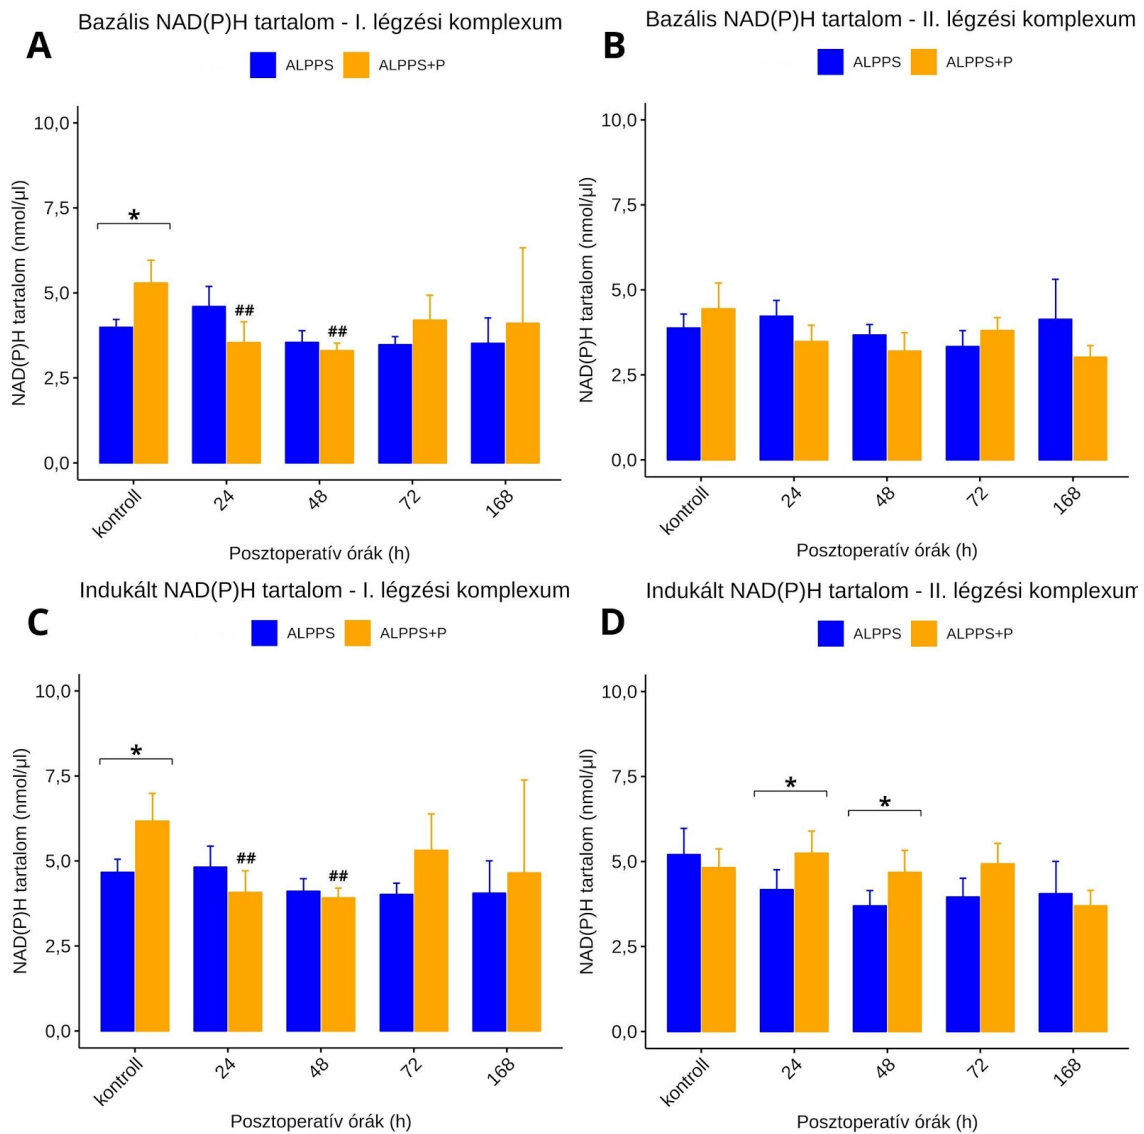 A
Bazális NAD(P)H tartalom - I. légzési komplexum
ALPPS ALPPS+P
NAD(P)H tartalom (nmol/µl)
10,0
7,5
5,0
2,5
0,0
*
##
##
kontroll 24 48 72 168
Posztoperatív órák (h)
B
Bazális NAD(P)H tartalom - II. légzési komplexum
ALPPS ALPPS+P
NAD(P)H tartalom (nmol/µl)
10,0
7,5
5,0
2,5
0,0
kontroll 24 48 72 168
Posztoperatív órák (h)
C
Indukált NAD(P)H tartalom - I. légzési komplexum
ALPPS ALPPS+P
NAD(P)H tartalom (nmol/µl)
10,0
7,5
5,0
2,5
0,0
*
##
##
kontroll 24 48 72 168
Posztoperatív órák (h)
D
Indukált NAD(P)H tartalom - II. légzési komplexum
ALPPS ALPPS+P
NAD(P)H tartalom (nmol/µl)
10,0
7,5
5,0
2,5
0,0
*
*
kontroll 24 48 72 168
Posztoperatív órák (h)